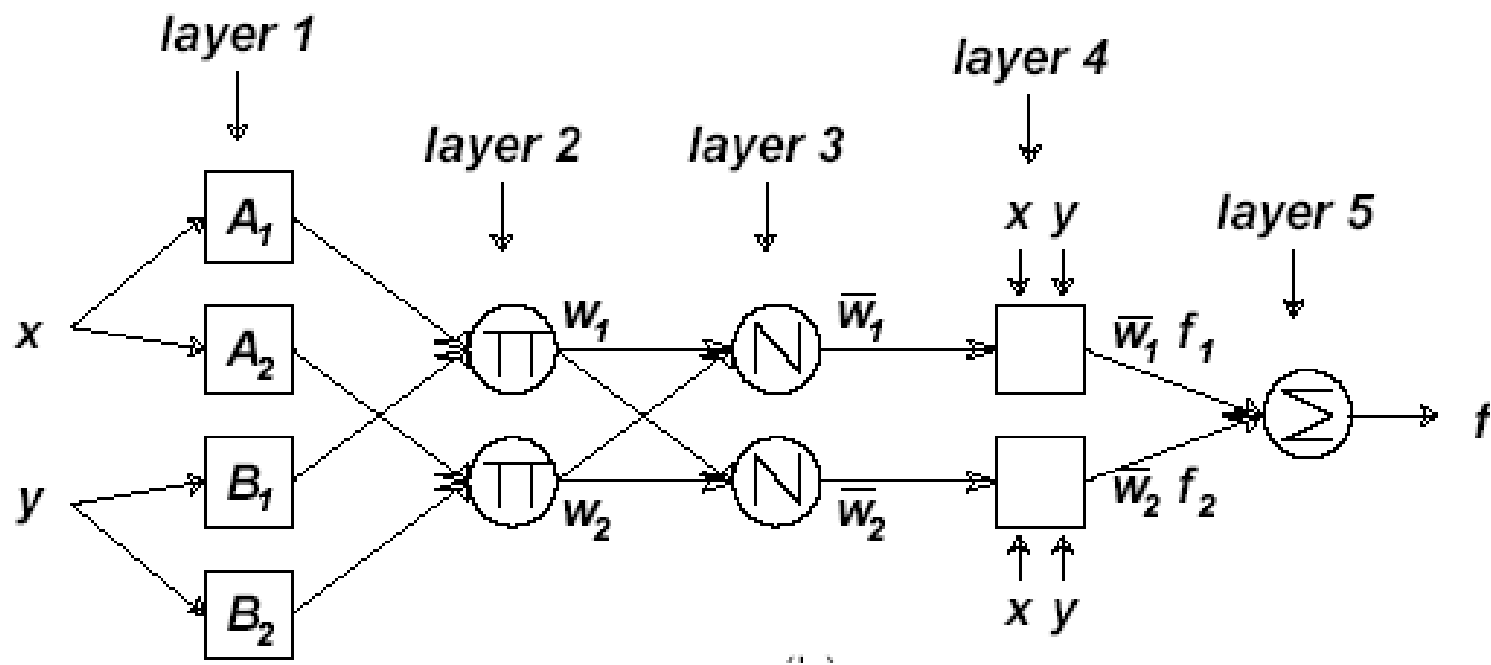 layer 1
layer 4
layer 2
layer 3
x y
layer 5
A1
w1
w̅1
w̅1 f1
x
A2
Π
N
Σ
f
y
B1
Π
N
w̅2 f2
w2
w̅2
B2
x y